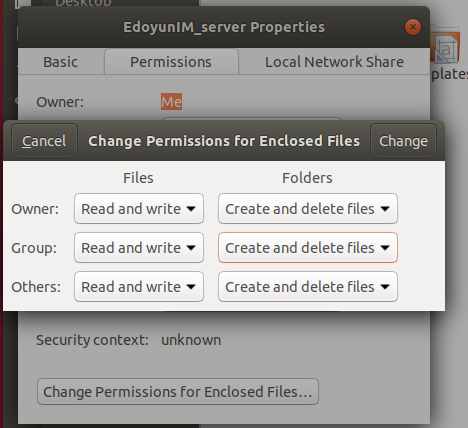 Desktop
EdoyunIM_server Properties
Basic Permissions Local Network Share
Owner: Me
Cancel Change Permissions for Enclosed Files Change
Files Folders
Owner: Read and write Create and delete files
Group: Read and write Create and delete files
Others: Read and write Create and delete files
Security context: unknown
Change Permissions for Enclosed Files...
plates